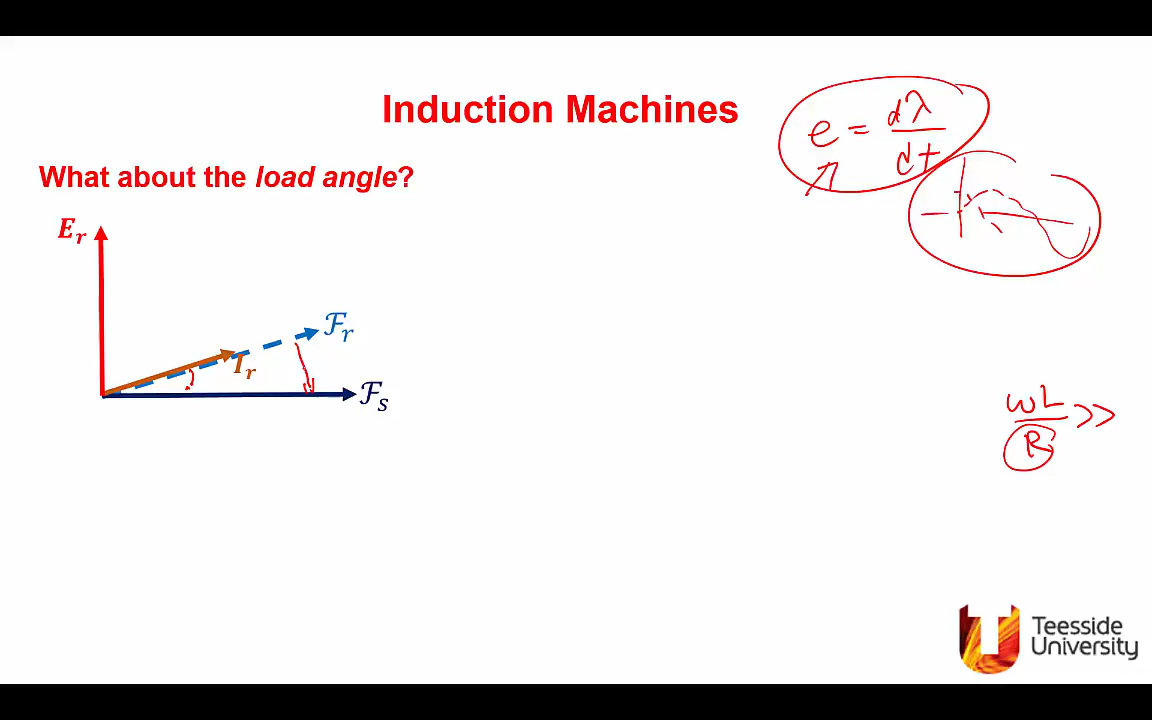 Induction Machines
e = dλ/dt
What about the load angle?
E_r
ℱ_r
I_r
ℱ_s
ωL/R >>
Teesside
University